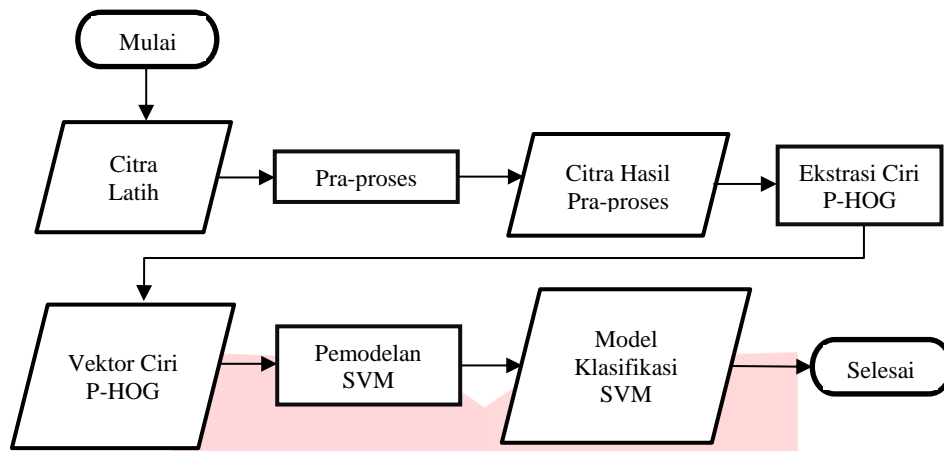 Mulai
Citra
Latih
Pra-proses
Citra Hasil
Pra-proses
Ekstrasi Ciri
P-HOG
Vektor Ciri
P-HOG
Pemodelan
SVM
Model
Klasifikasi
SVM
Selesai